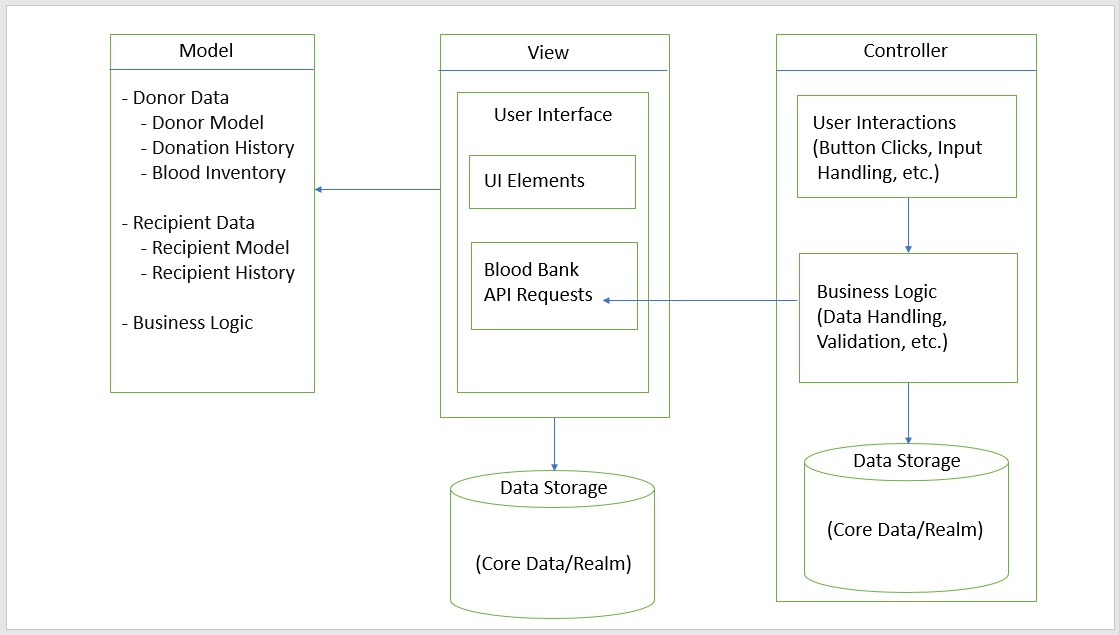 Model
- Donor Data
- Donor Model
- Donation History
- Blood Inventory
- Recipient Data
- Recipient Model
- Recipient History
- Business Logic
View
User Interface
UI Elements
Blood Bank
API Requests
Data Storage
(Core Data/Realm)
Controller
User Interactions
(Button Clicks, Input
Handling, etc.)
Business Logic
(Data Handling,
Validation, etc.)
Data Storage
(Core Data/Realm)